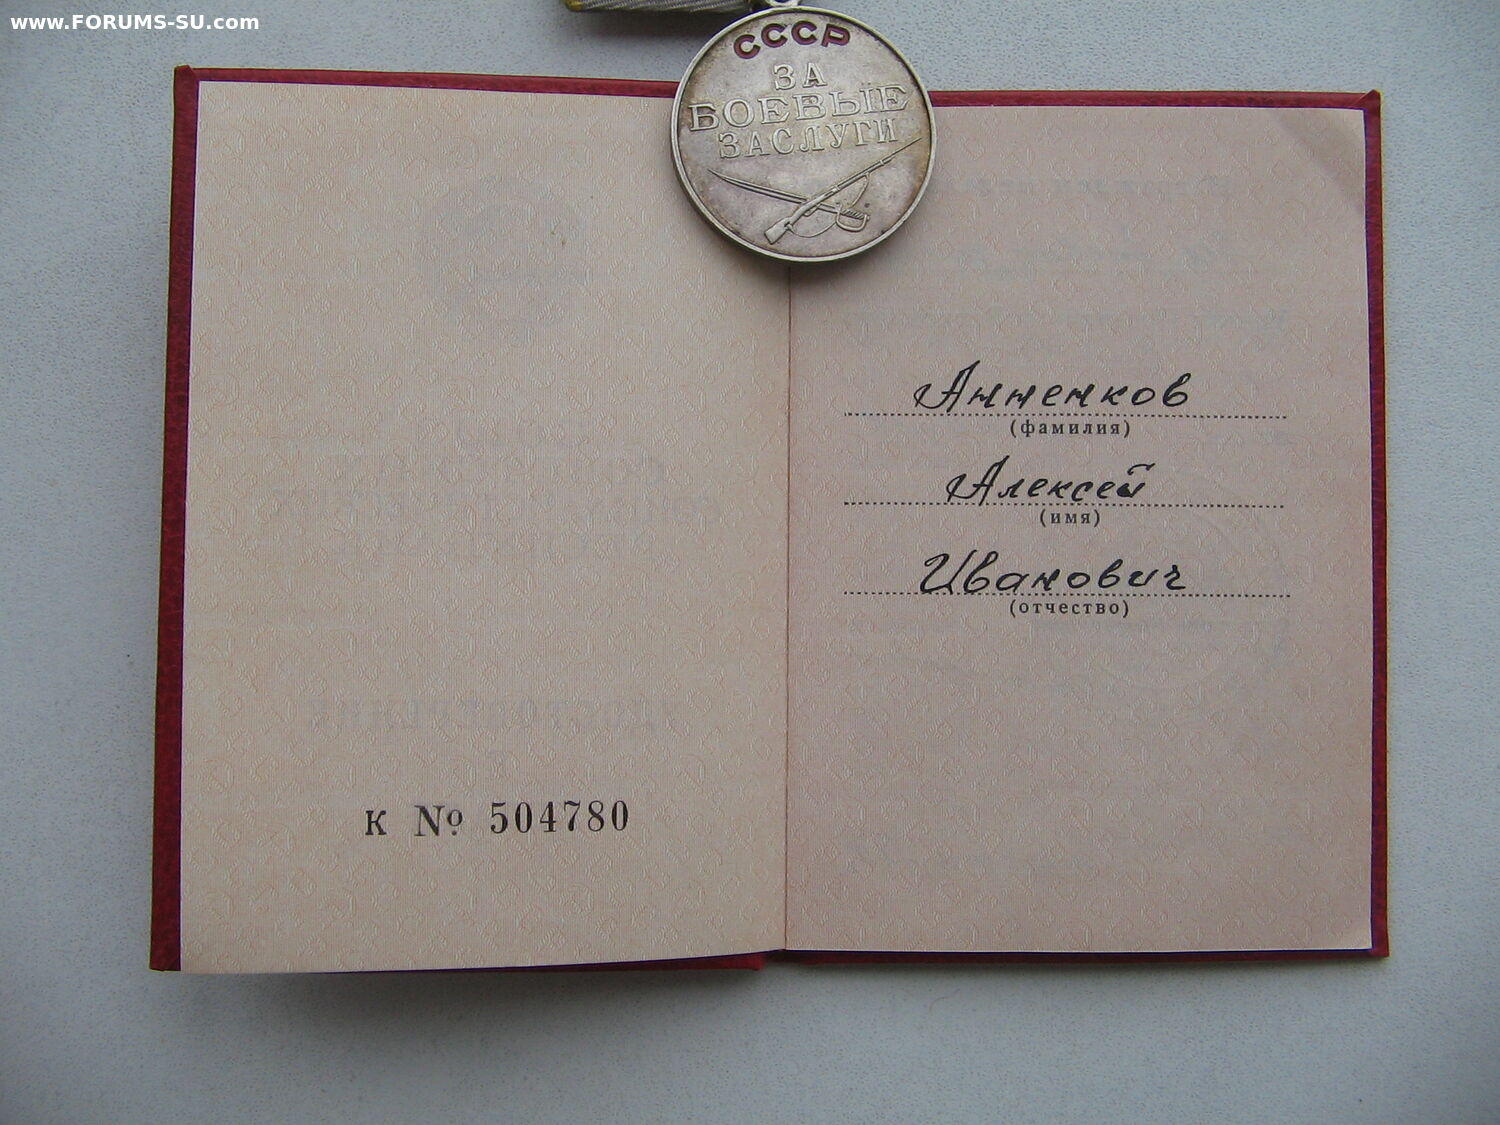 www.FORUMS-SU.com
СССР
ЗА
БОЕВЫЕ
ЗАСЛУГИ
Анненков
(фамилия)
Алексей
(имя)
Иванович
(отчество)
К № 504780